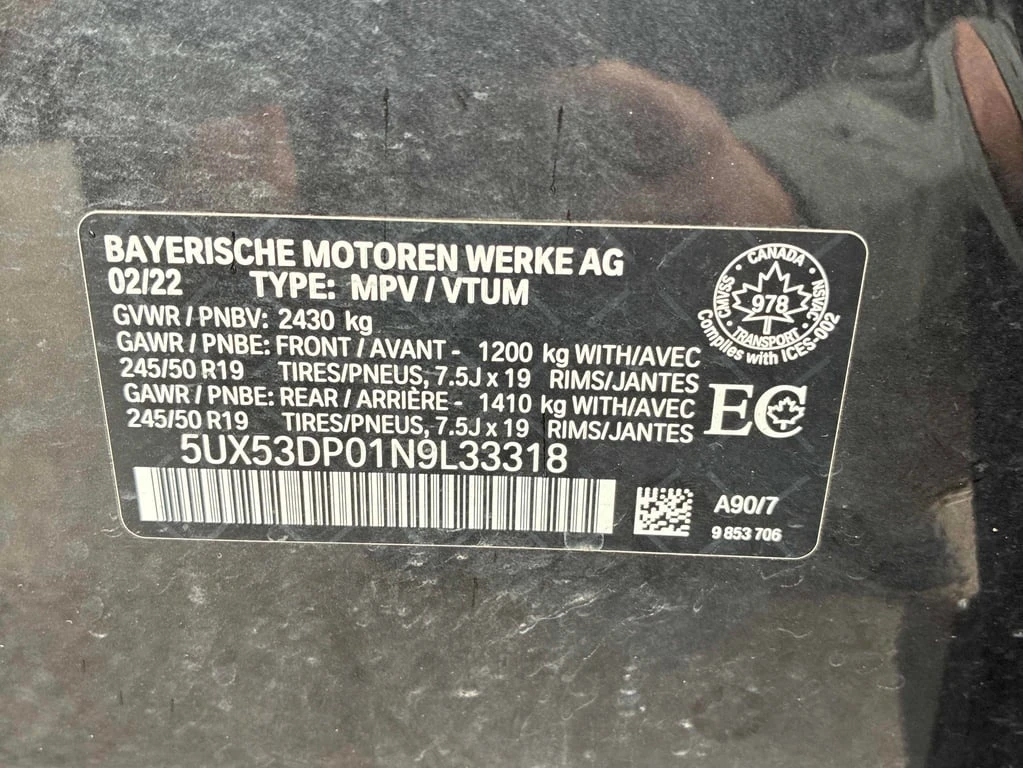 BAYERISCHE MOTOREN WERKE AG
02/22 TYPE: MPV / VTUM
GVWR / PNBV: 2430 kg
GAWR / PNBE: FRONT / AVANT - 1200 kg WITH/AVEC
245/50 R19 TIRES/PNEUS, 7.5J x 19 RIMS/JANTES
GAWR / PNBE: REAR / ARRIÈRE - 1410 kg WITH/AVEC
245/50 R19 TIRES/PNEUS, 7.5J x 19 RIMS/JANTES
5UX53DP01N9L33318
CANADA
CMVSS
NSVAC
978
TRANSPORT
Complies with ICES-002
EC
A90/7
9 853 706